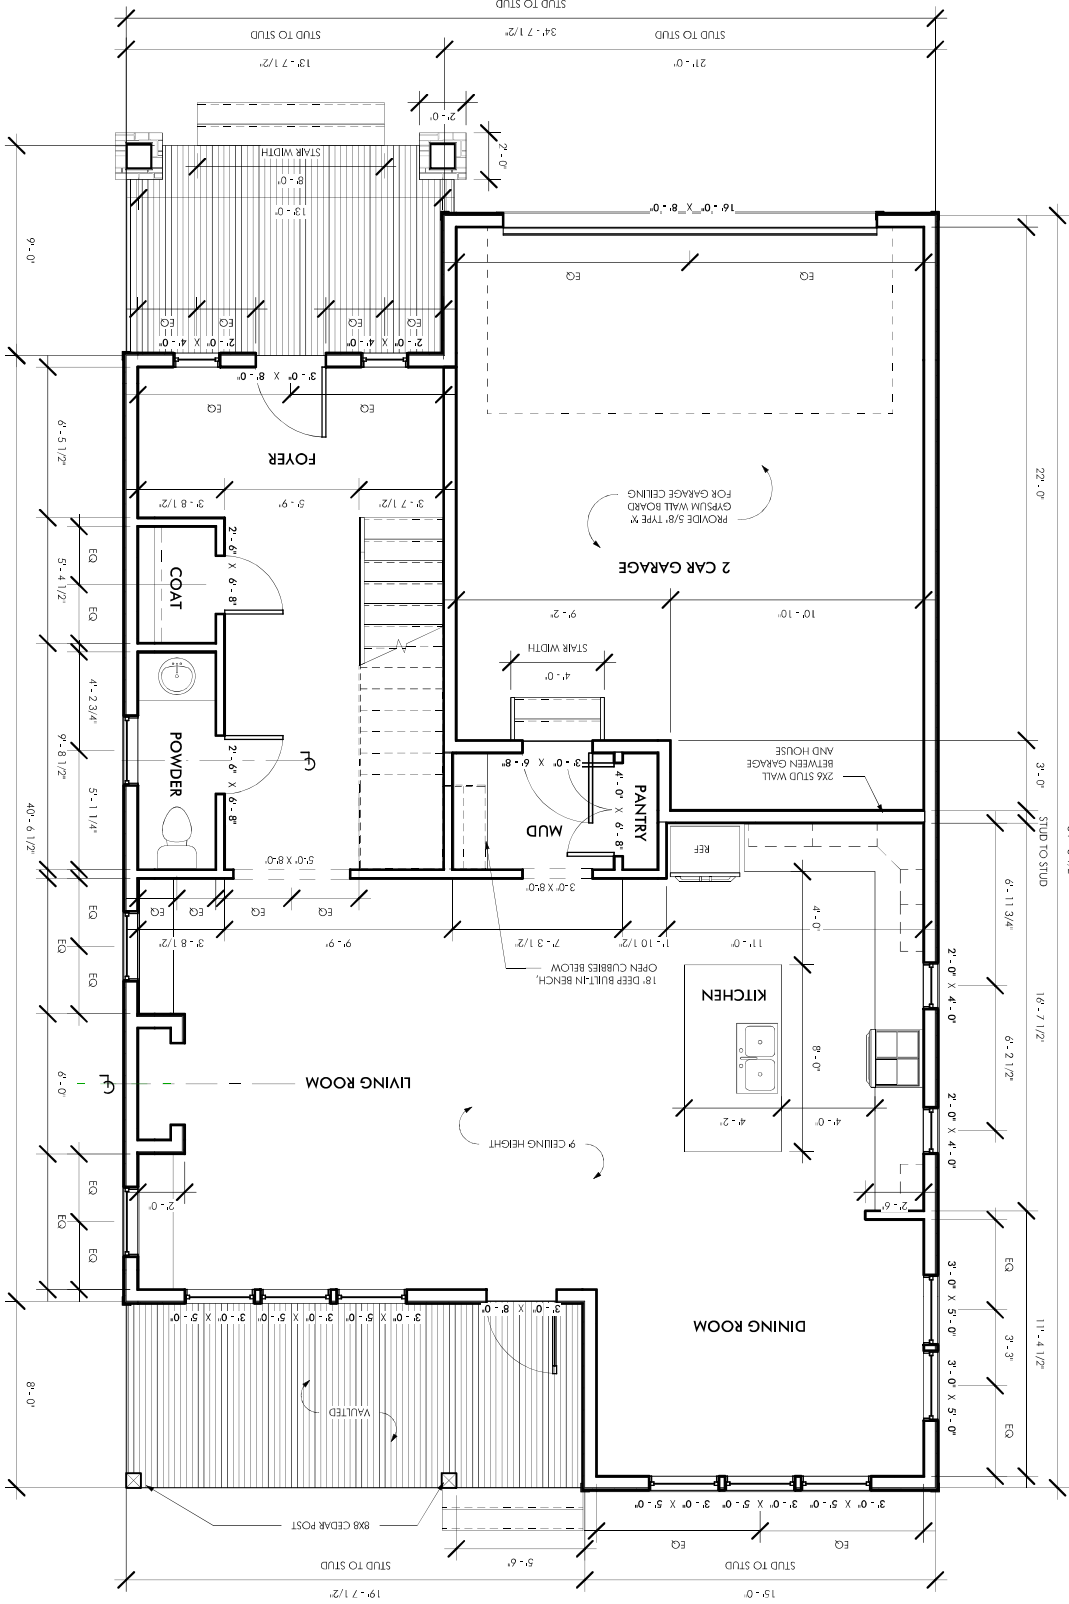 STUD TO STUD
34' - 7 1/2"
STUD TO STUD
STUD TO STUD
13' - 7 1/2"
21' - 0"
2' - 0"
2' - 0"
STAIR WIDTH
8' - 0"
13' - 0"
16' - 0" X 8' - 0"
9' - 0"
EQ
EQ
EQ
EQ
EQ
EQ
2' - 0" X 4' - 0"
2' - 0" X 4' - 0"
3' - 0" X 8' - 0"
EQ
EQ
6' - 5 1/2"
FOYER
3' - 8 1/2"
5' - 9"
3' - 7 1/2"
22' - 0"
PROVIDE 5/8" TYPE 'X'
GYPSUM WALL BOARD
FOR GARAGE CEILING
2 CAR GARAGE
EQ
5' - 4 1/2"
EQ
COAT
2' - 6" X 6' - 8"
9' - 2"
10' - 10"
STAIR WIDTH
4' - 0"
4' - 2 3/4"
9' - 8 1/2"
5' - 1 1/4"
POWDER
2' - 6" X 6' - 8"
CL
40' - 6 1/2"
2X6 STUD WALL
BETWEEN GARAGE
AND HOUSE
3' - 0"
3' - 0" X 6' - 8"
4' - 0" X 6' - 8"
PANTRY
MUD
REF
STUD TO STUD
5'-0" X 8'-0"
3'-0" X 8'-0"
EQ
EQ
EQ
EQ
EQ
EQ
EQ
3' - 8 1/2"
9' - 9"
7' - 3 1/2"
1' - 10 1/2"
11' - 0"
4' - 0"
6' - 11 3/4"
18" DEEP BUILT-IN BENCH,
OPEN CUBBIES BELOW
2' - 0" X 4' - 0"
KITCHEN
16' - 7 1/2"
8' - 0"
6' - 2 1/2"
LIVING ROOM
CL
6' - 0"
4' - 2"
4' - 0"
2' - 0" X 4' - 0"
9' CEILING HEIGHT
EQ
EQ
EQ
2' - 0"
2' - 6"
EQ
3' - 0" X 5' - 0"
3' - 0" X 5' - 0"
3' - 0" X 5' - 0"
3' - 0" X 8' - 0"
DINING ROOM
3' - 0" X 5' - 0"
3' - 3"
11' - 4 1/2"
3' - 0" X 5' - 0"
EQ
8' - 0"
VAULTED
3' - 0" X 5' - 0"
3' - 0" X 5' - 0"
3' - 0" X 5' - 0"
8X8 CEDAR POST
EQ
EQ
5' - 6"
STUD TO STUD
STUD TO STUD
19' - 7 1/2"
15' - 0"